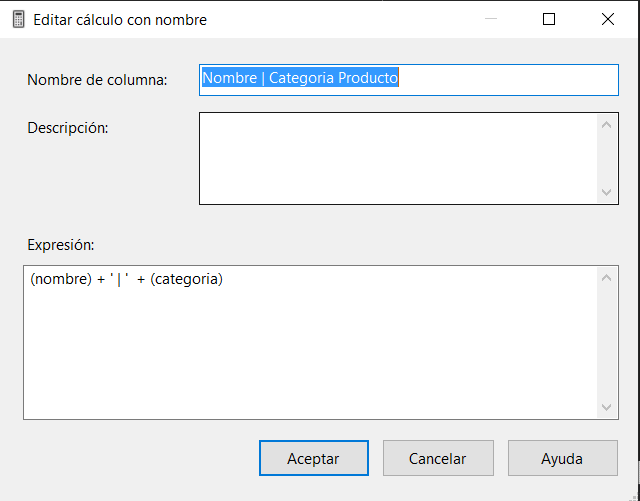 Editar cálculo con nombre
Nombre de columna:
Nombre | Categoria Producto
Descripción:
Expresión:
(nombre) + ' | '  + (categoria)
Aceptar
Cancelar
Ayuda